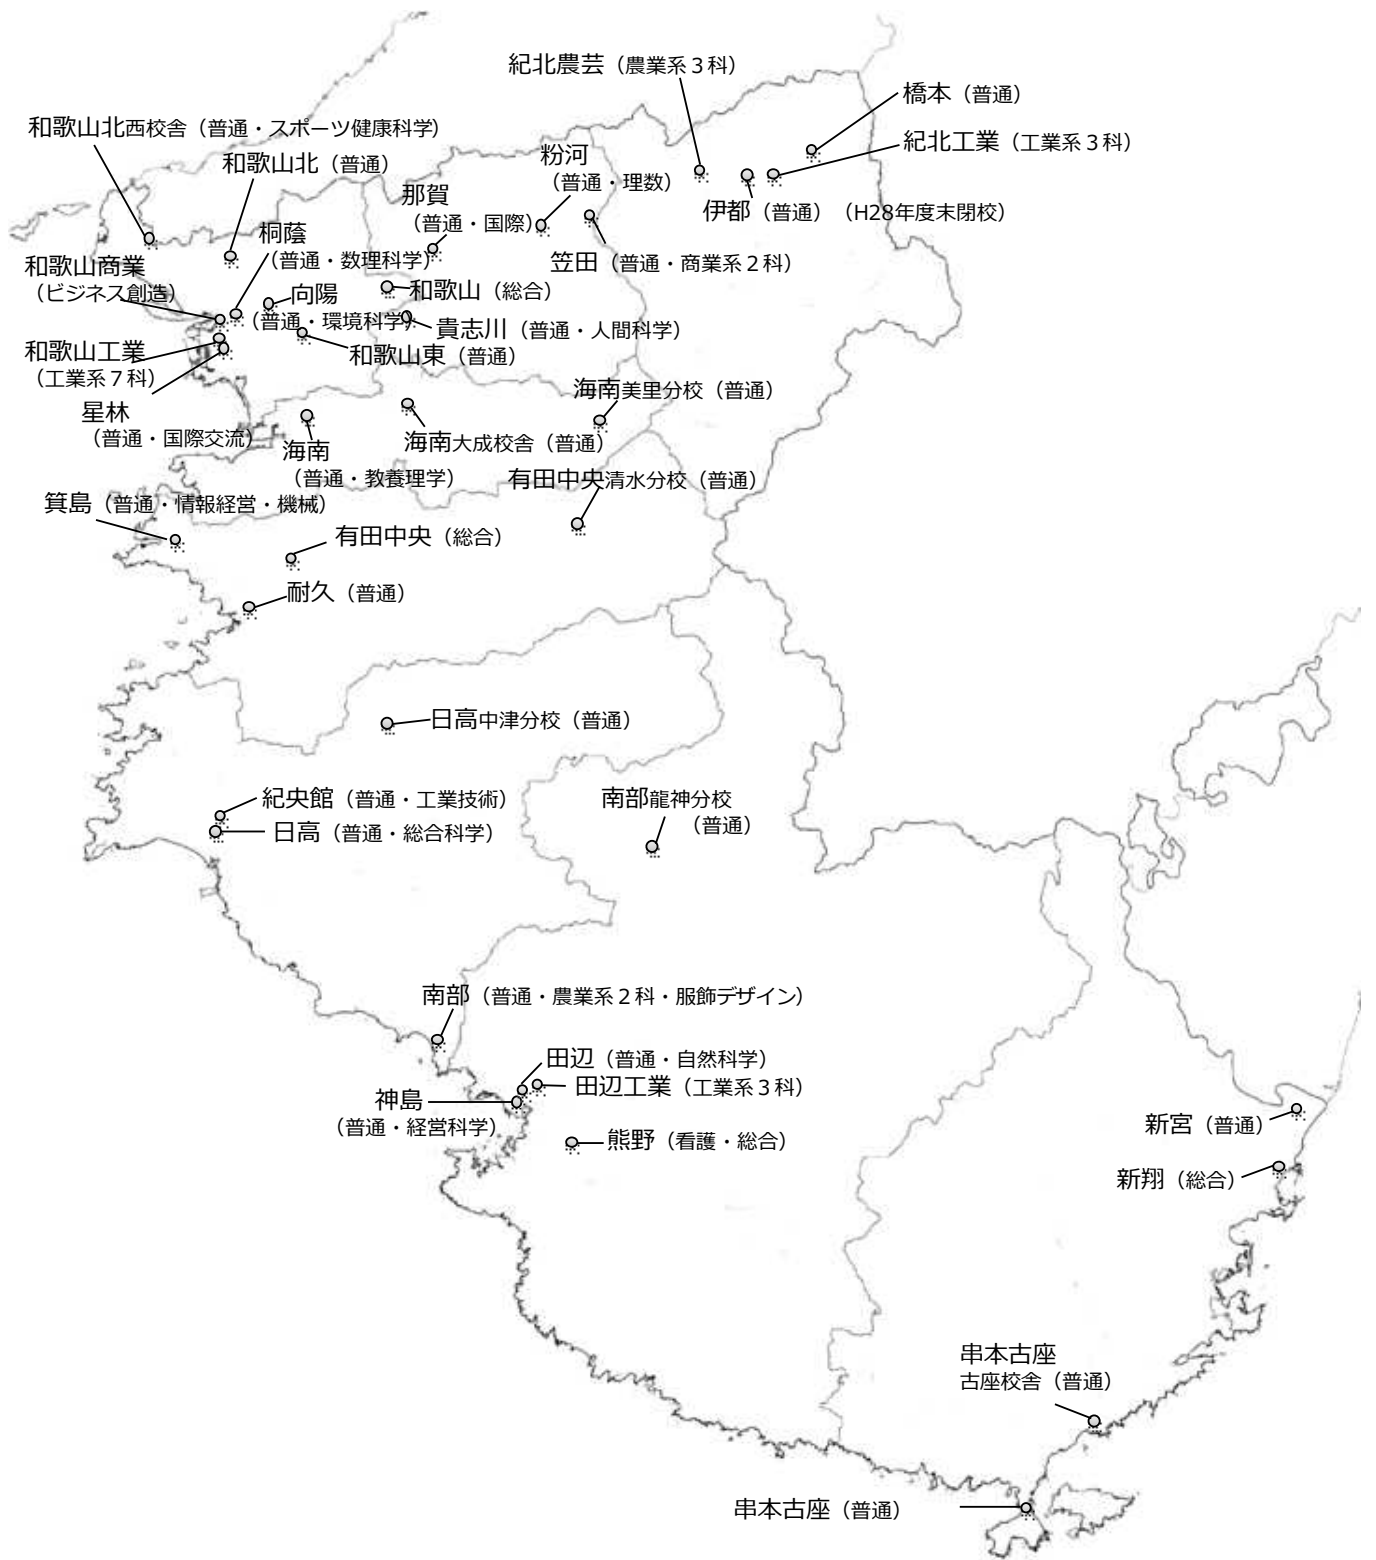 紀北農芸（農業系３科）
橋本（普通）
和歌山北西校舎（普通・スポーツ健康科学）
紀北工業（工業系３科）
和歌山北（普通）
粉河
（普通・理数）
那賀
（普通・国際）
伊都（普通）（H28年度末閉校）
桐蔭
（普通・数理科学）
笠田（普通・商業系２科）
和歌山商業
（ビジネス創造）
向陽
（普通・環境科学）
和歌山（総合）
貴志川（普通・人間科学）
和歌山東（普通）
和歌山工業
（工業系７科）
星林
（普通・国際交流）
海南美里分校（普通）
海南
（普通・教養理学）
海南大成校舎（普通）
有田中央清水分校（普通）
箕島（普通・情報経営・機械）
有田中央（総合）
耐久（普通）
日高中津分校（普通）
紀央館（普通・工業技術）
日高（普通・総合科学）
南部龍神分校
（普通）
南部（普通・農業系２科・服飾デザイン）
田辺（普通・自然科学）
田辺工業（工業系３科）
神島
（普通・経営科学）
熊野（看護・総合）
新宮（普通）
新翔（総合）
串本古座
古座校舎（普通）
串本古座（普通）